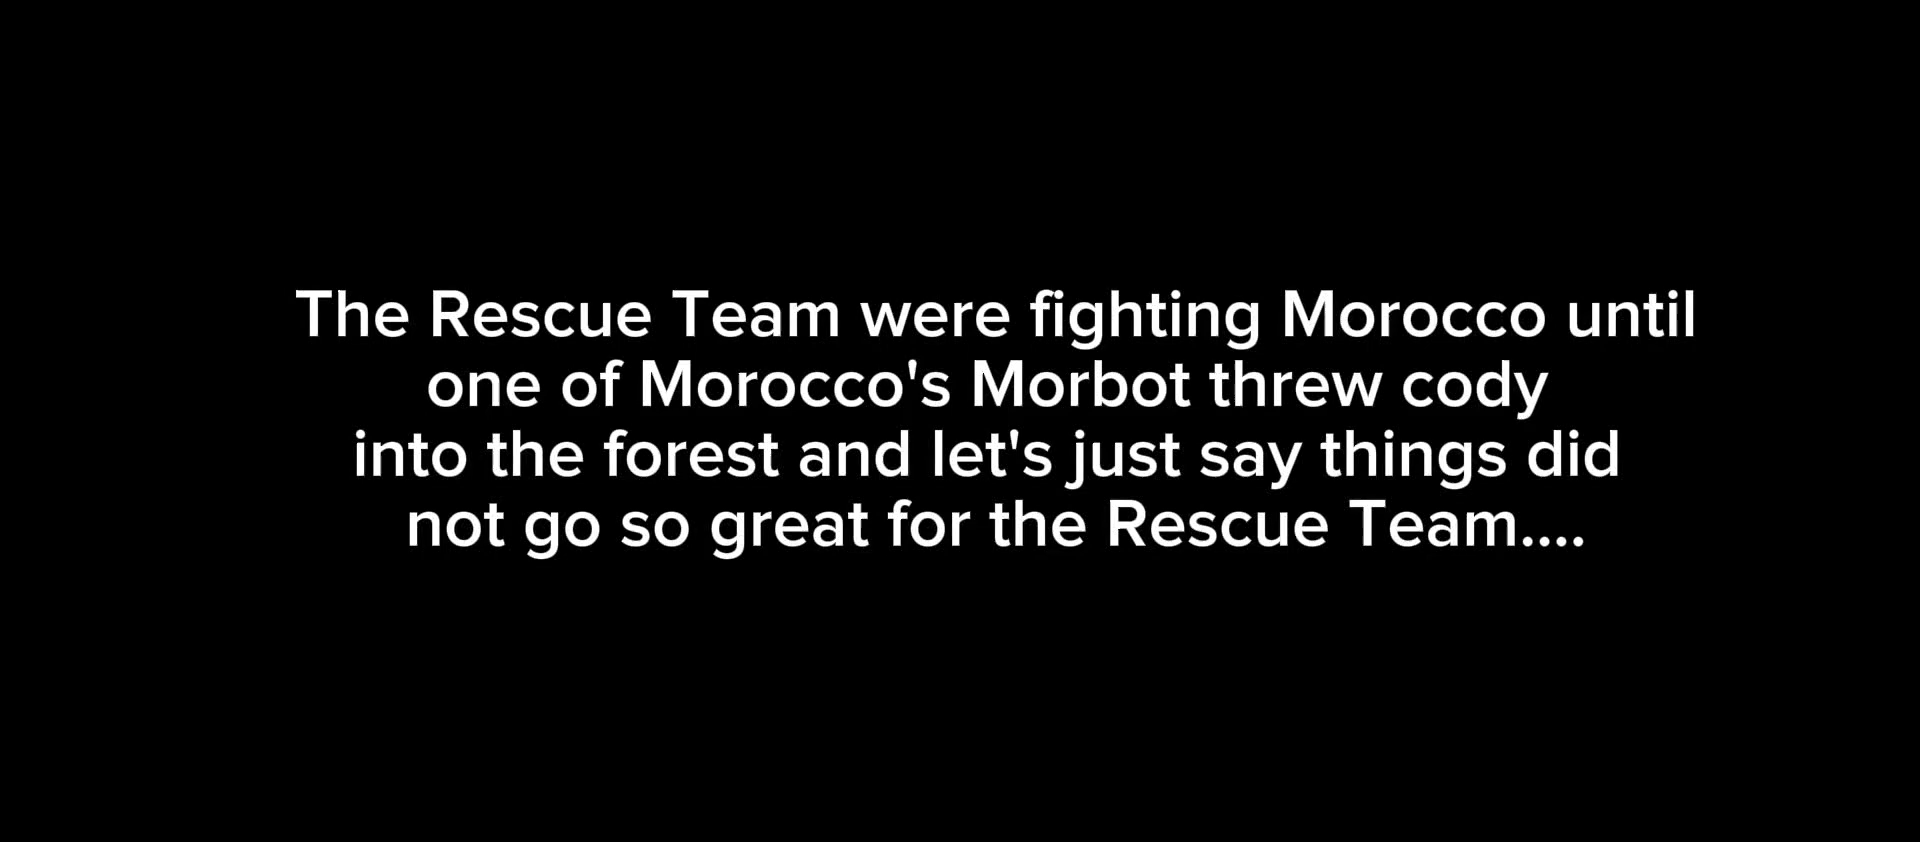 The Rescue Team were fighting Morocco until
one of Morocco's Morbot threw cody
into the forest and let's just say things did
not go so great for the Rescue Team....